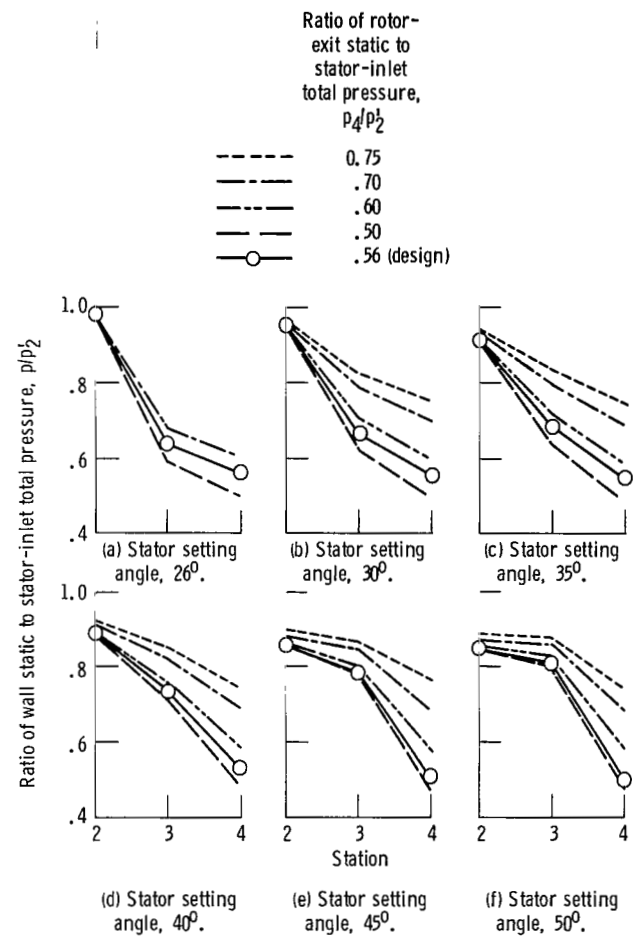 Ratio of rotor-
exit static to
stator-inlet
total pressure,
p4/p'2
0.75
.70
.60
.50
.56 (design)
Ratio of wall static to stator-inlet total pressure, p/p'2
1.0
.8
.6
.4
(a) Stator setting
angle, 26°.
(b) Stator setting
angle, 30°.
(c) Stator setting
angle, 35°.
1.0
.8
.6
.4
2 3 4 2 3 4 2 3 4
Station
(d) Stator setting
angle, 40°.
(e) Stator setting
angle, 45°.
(f) Stator setting
angle, 50°.